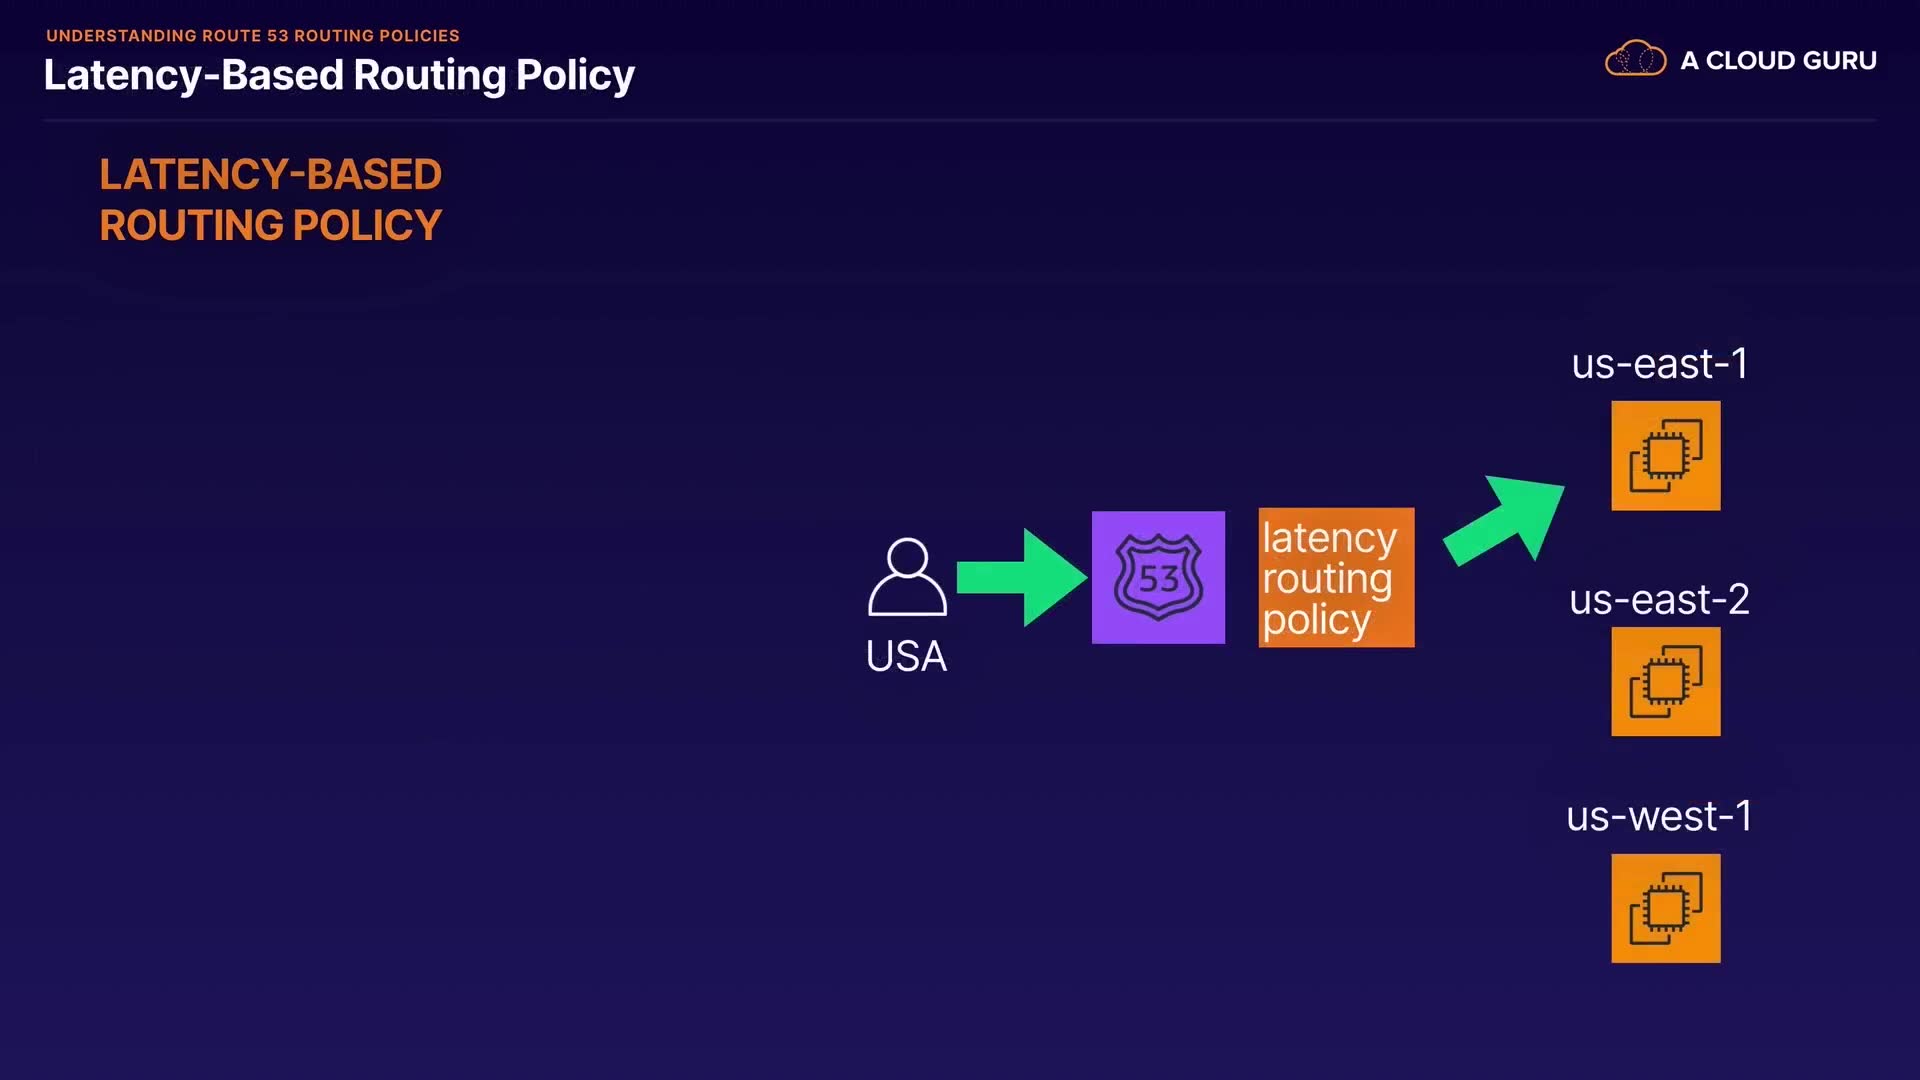 UNDERSTANDING ROUTE 53 ROUTING POLICIES
Latency-Based Routing Policy
A CLOUD GURU
LATENCY-BASED
ROUTING POLICY
us-east-1
latency
routing
policy
53
us-east-2
USA
us-west-1